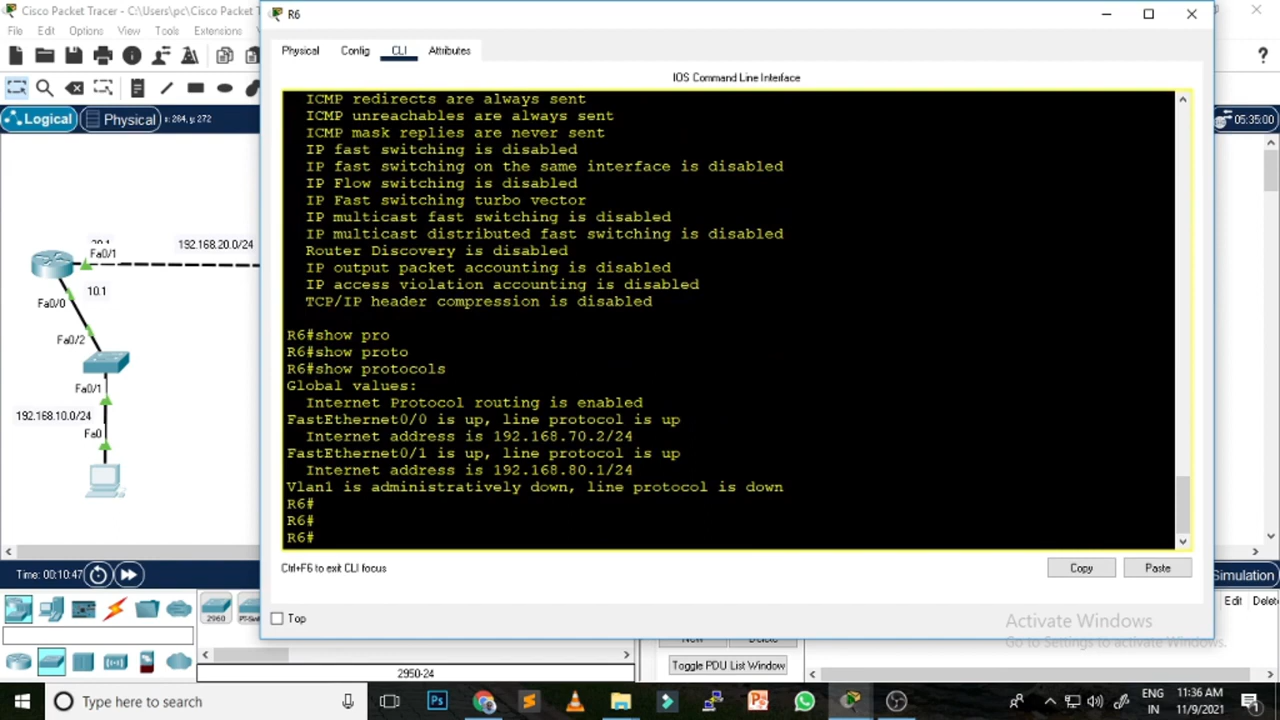 Cisco Packet Tracer - C:\Users\pc\Cisco Packet Tracer
File Edit Options View Tools Extensions
R6
Physical Config CLI Attributes
IOS Command Line Interface
Logical Physical x: 264, y: 272
05:35:00
ICMP redirects are always sent
ICMP unreachables are always sent
ICMP mask replies are never sent
IP fast switching is disabled
IP fast switching on the same interface is disabled
IP Flow switching is disabled
IP Fast switching turbo vector
IP multicast fast switching is disabled
IP multicast distributed fast switching is disabled
Router Discovery is disabled
IP output packet accounting is disabled
IP access violation accounting is disabled
TCP/IP header compression is disabled
R6#show pro
R6#show proto
R6#show protocols
Global values:
Internet Protocol routing is enabled
FastEthernet0/0 is up, line protocol is up
Internet address is 192.168.70.2/24
FastEthernet0/1 is up, line protocol is up
Internet address is 192.168.80.1/24
Vlan1 is administratively down, line protocol is down
R6#
R6#
R6#
Ctrl+F6 to exit CLI focus
Copy
Paste
Top
192.168.20.0/24
Fa0/1
10.1
Fa0/0
Fa0/2
Fa0/1
192.168.10.0/24
Fa0
Time: 00:10:47
Simulation
Edit
2960
2950-24
New
Delete
Toggle PDU List Window
Activate Windows
Go to Settings to activate Windows.
Type here to search
ENG
IN
11:36 AM
11/9/2021